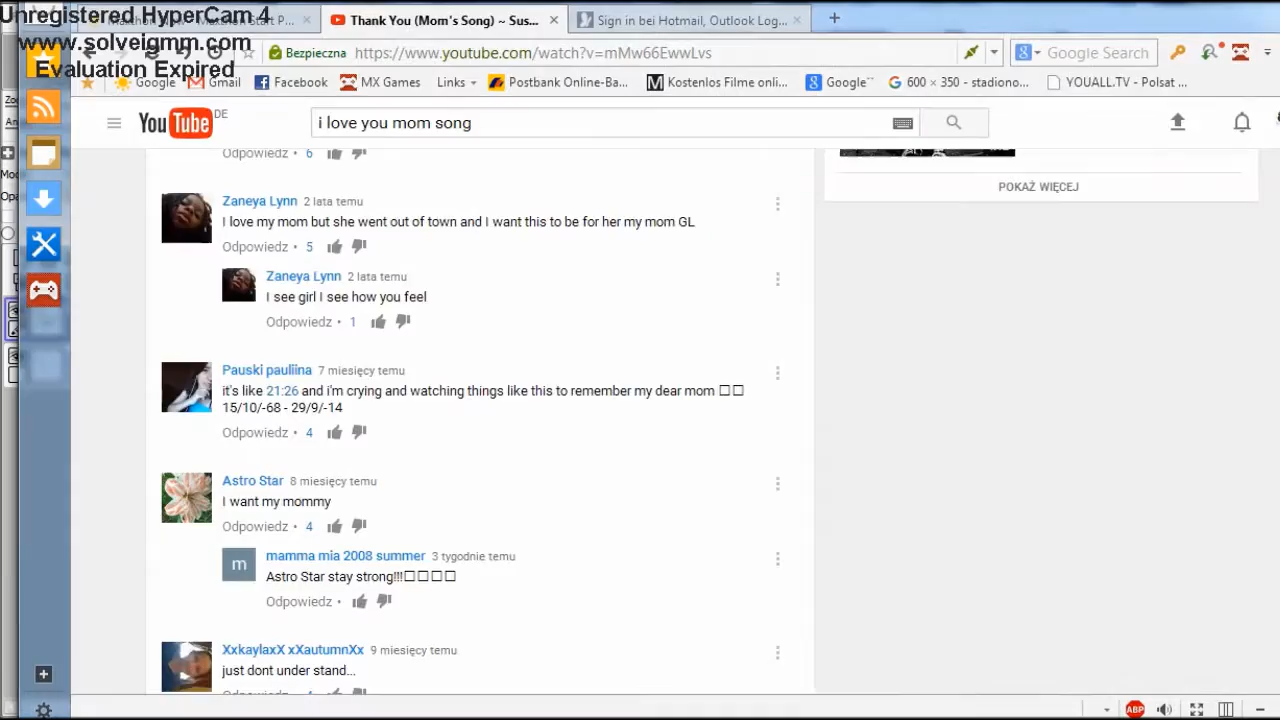 Unregistered HyperCam 4
www.solveigmm.com
Evaluation Expired
Thank You (Mom's Song) ~ Sus...
Sign in bei Hotmail, Outlook Log...
Bezpieczna
https://www.youtube.com/watch?v=mMw66EwwLvs
Google Search
Google
Gmail
Facebook
MX Games
Links
Postbank Online-Ba...
Kostenlos Filme onli...
Google
600 × 350 - stadiono...
YOUALL.TV - Polsat ...
YouTube DE
i love you mom song
Odpowiedz • 6
POKAŻ WIĘCEJ
Zaneya Lynn 2 lata temu
I love my mom but she went out of town and I want this to be for her my mom GL
Odpowiedz • 5
Zaneya Lynn 2 lata temu
I see girl I see how you feel
Odpowiedz • 1
Pauski pauliina 7 miesięcy temu
it's like 21:26 and i'm crying and watching things like this to remember my dear mom □□
15/10/-68 - 29/9/-14
Odpowiedz • 4
Astro Star 8 miesięcy temu
I want my mommy
Odpowiedz • 4
m
mamma mia 2008 summer 3 tygodnie temu
Astro Star stay strong!!!□□□□
Odpowiedz •
XxkaylaxX xXautumnXx 9 miesięcy temu
just dont under stand...
ABP